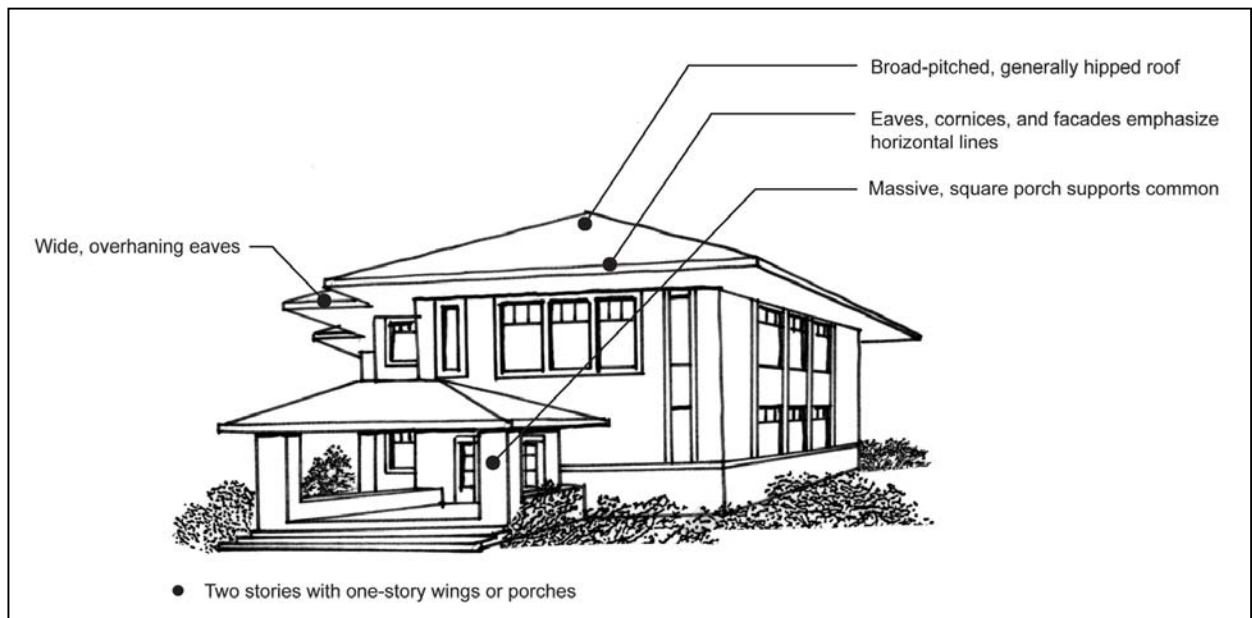 Broad-pitched, generally hipped roof
Eaves, cornices, and facades emphasize
horizontal lines
Massive, square porch supports common
Wide, overhaning eaves
● Two stories with one-story wings or porches